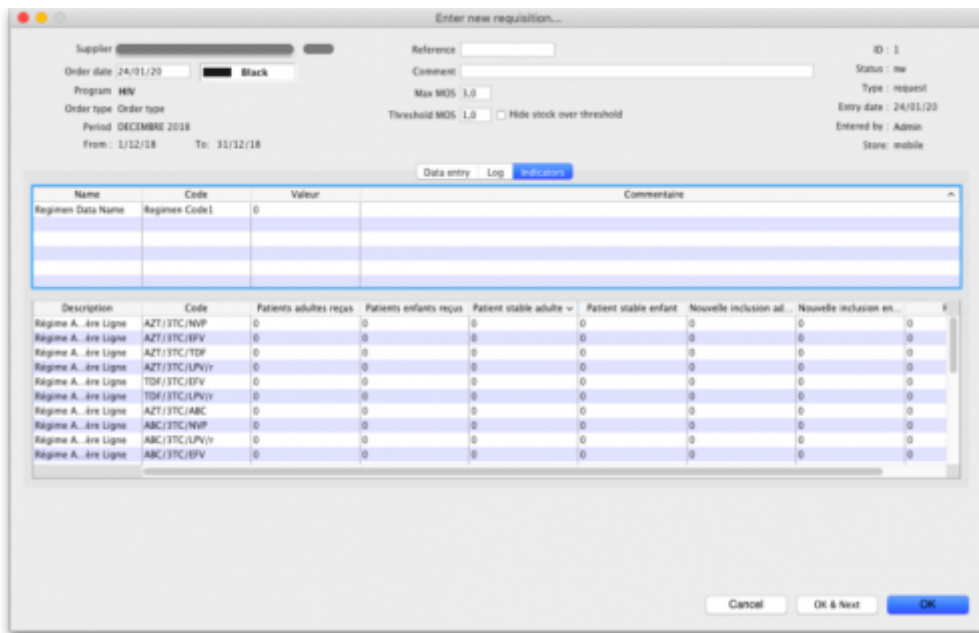 Enter new requisition...
Supplier
Reference
ID : 1
Order date 24/01/20 Black
Comment
Status : nw
Program HIV
Max MOS 3,0
Type : request
Order type Order type
Threshold MOS 1,0 Hide stock over threshold
Entry date : 24/01/20
Period DECEMBRE 2018
Entered by : Admin
From : 1/12/18 To: 31/12/18
Store: mobile
Data entry Log Indicators
Name Code Valeur Commentaire
Regimen Data Name Regimen Code1 0
Description Code Patients adultes reçus Patients enfants reçus Patient stable adulte Patient stable enfant Nouvelle inclusion ad... Nouvelle inclusion en...
Régime A...ère Ligne AZT/3TC/NVP 0 0 0 0 0 0 0
Régime A...ère Ligne AZT/3TC/EFV 0 0 0 0 0 0 0
Régime A...ère Ligne AZT/3TC/TDF 0 0 0 0 0 0 0
Régime A...ère Ligne AZT/3TC/LPV/r 0 0 0 0 0 0 0
Régime A...ère Ligne TDF/3TC/EFV 0 0 0 0 0 0 0
Régime A...ère Ligne TDF/3TC/LPV/r 0 0 0 0 0 0 0
Régime A...ère Ligne AZT/3TC/ABC 0 0 0 0 0 0 0
Régime A...ère Ligne ABC/3TC/NVP 0 0 0 0 0 0 0
Régime A...ère Ligne ABC/3TC/LPV/r 0 0 0 0 0 0 0
Régime A...ère Ligne ABC/3TC/EFV 0 0 0 0 0 0 0
Cancel OK & Next OK